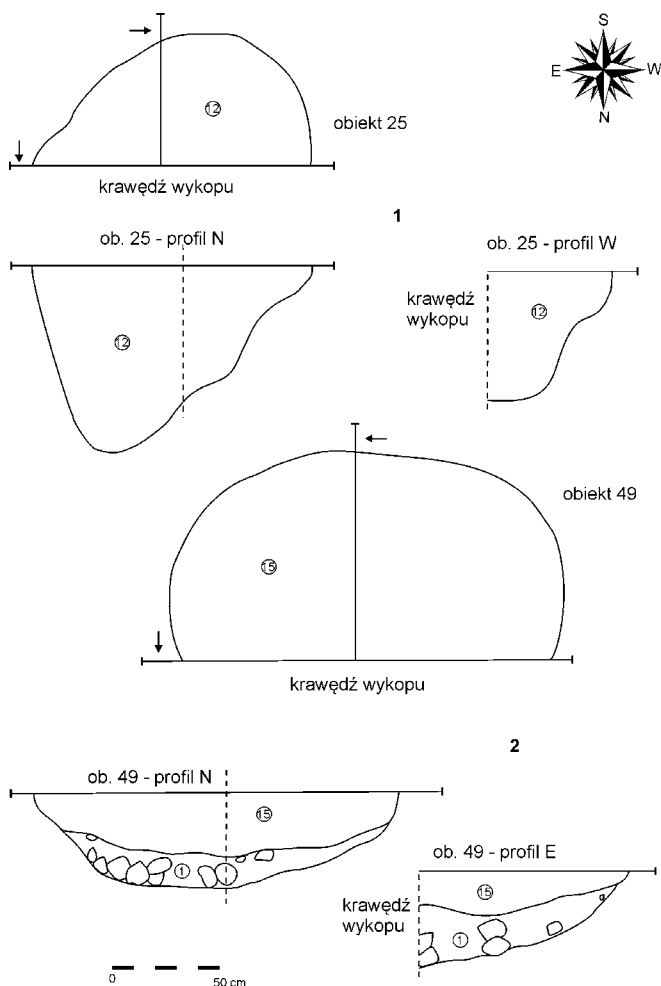 S
E W
N
12
obiekt 25
krawędź wykopu
1
ob. 25 - profil N
ob. 25 - profil W
12
krawędź
wykopu
12
obiekt 49
15
krawędź wykopu
2
ob. 49 - profil N
15
1
ob. 49 - profil E
15
krawędź
wykopu
1
0 50 cm